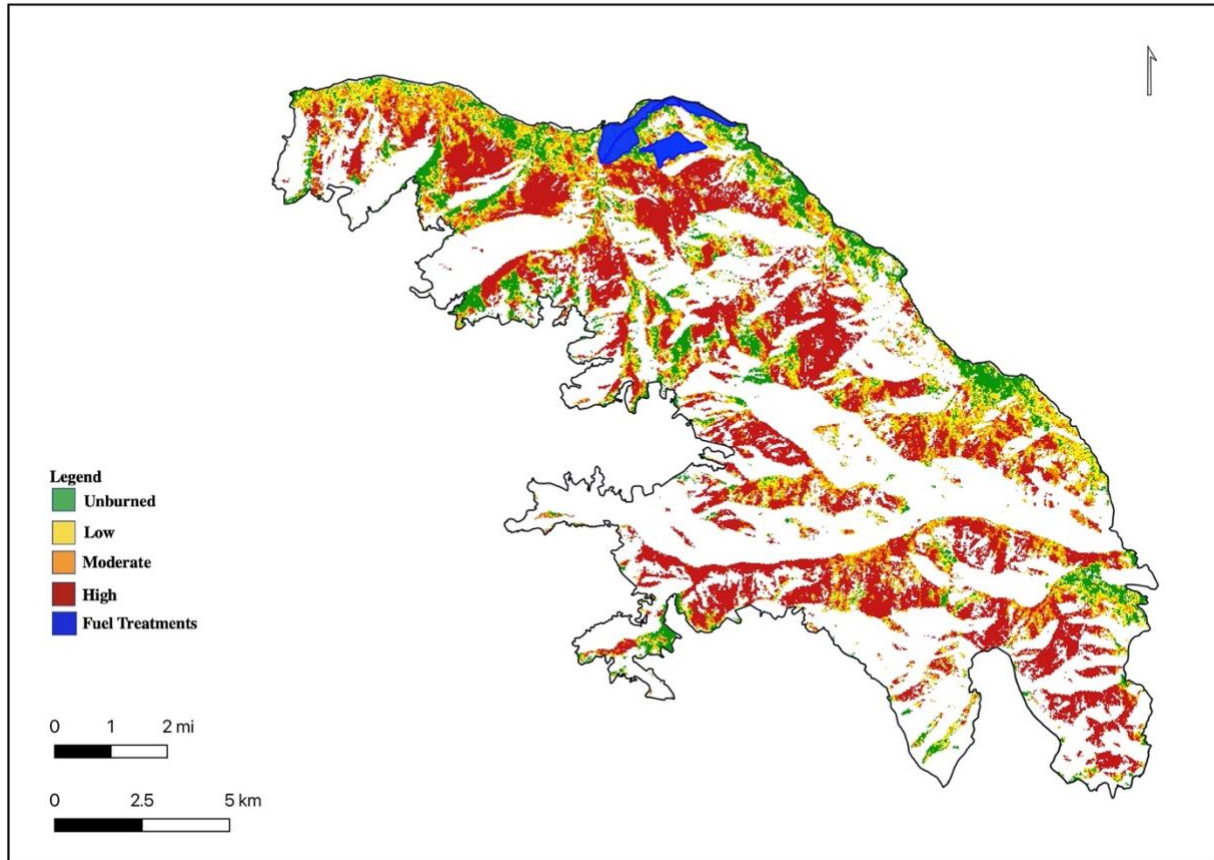 Legend
Unburned
Low
Moderate
High
Fuel Treatments
0 1 2 mi
0 2.5 5 km